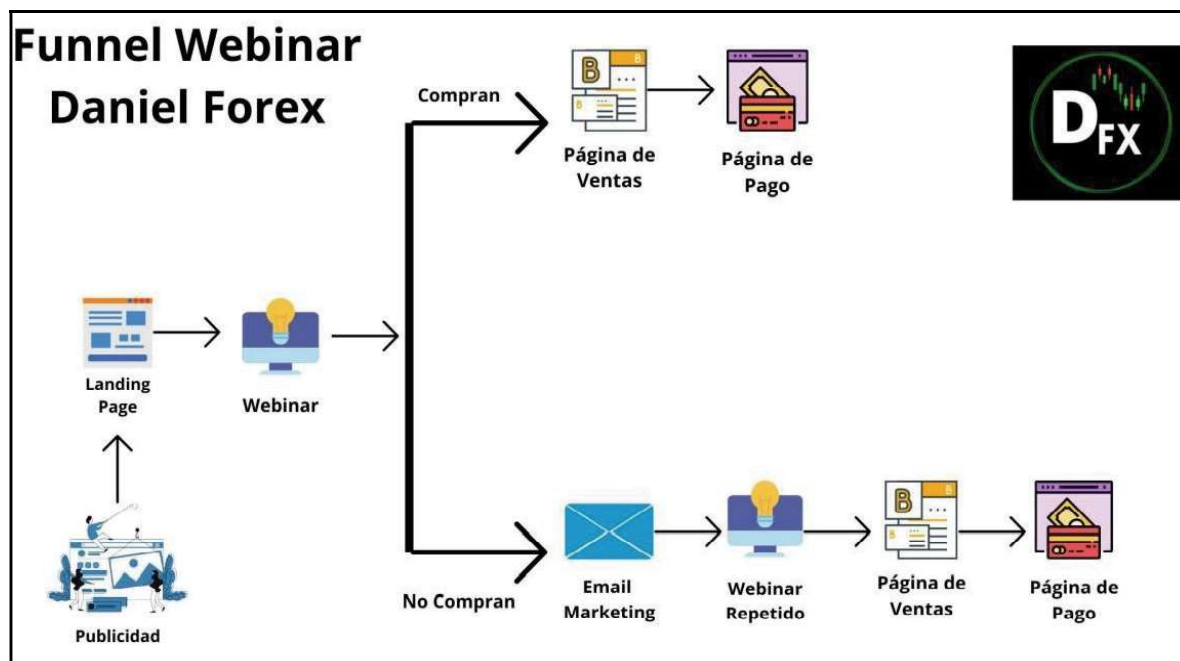 Funnel Webinar
Daniel Forex
Compran
Página de
Ventas
Página de
Pago
DFX
Landing
Page
Webinar
Publicidad
No Compran
Email
Marketing
Webinar
Repetido
Página de
Ventas
Página de
Pago